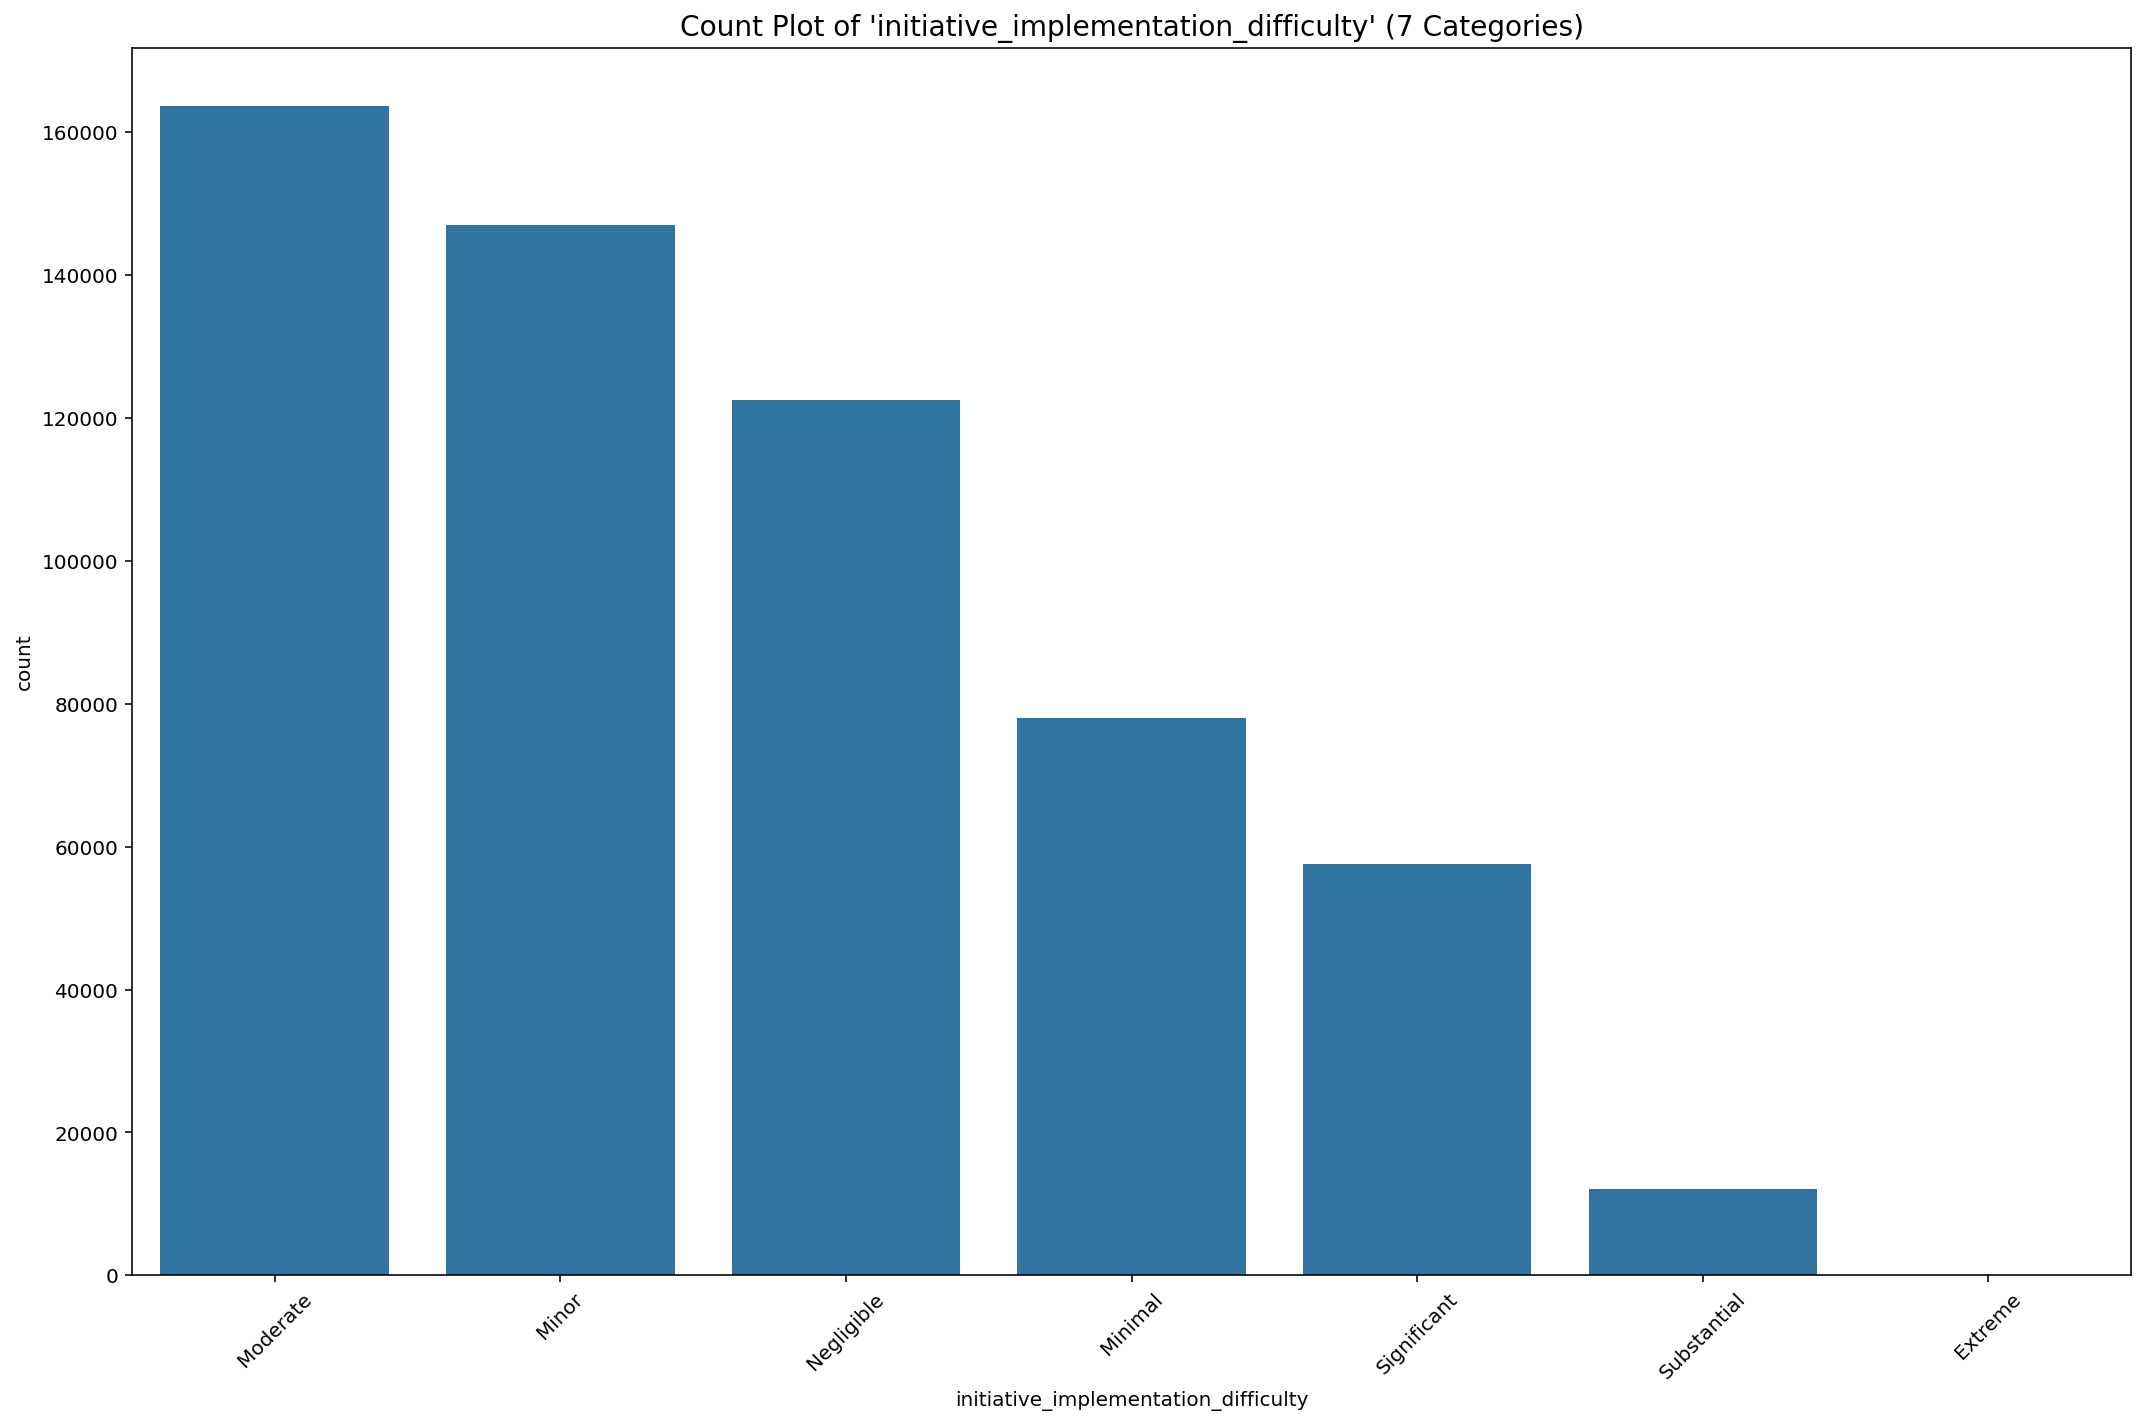 Count Plot of 'initiative_implementation_difficulty' (7 Categories)
160000
140000
120000
100000
80000
60000
40000
20000
0
count
Moderate
Minor
Negligible
Minimal
Significant
Substantial
Extreme
initiative_implementation_difficulty